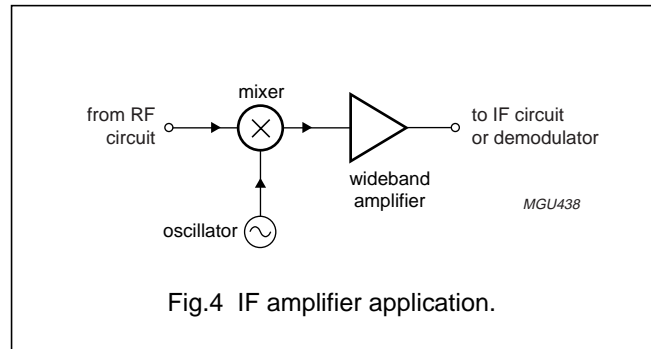 mixer
from RF
circuit
to IF circuit
or demodulator
wideband
amplifier
oscillator
MGU438
Fig.4 IF amplifier application.